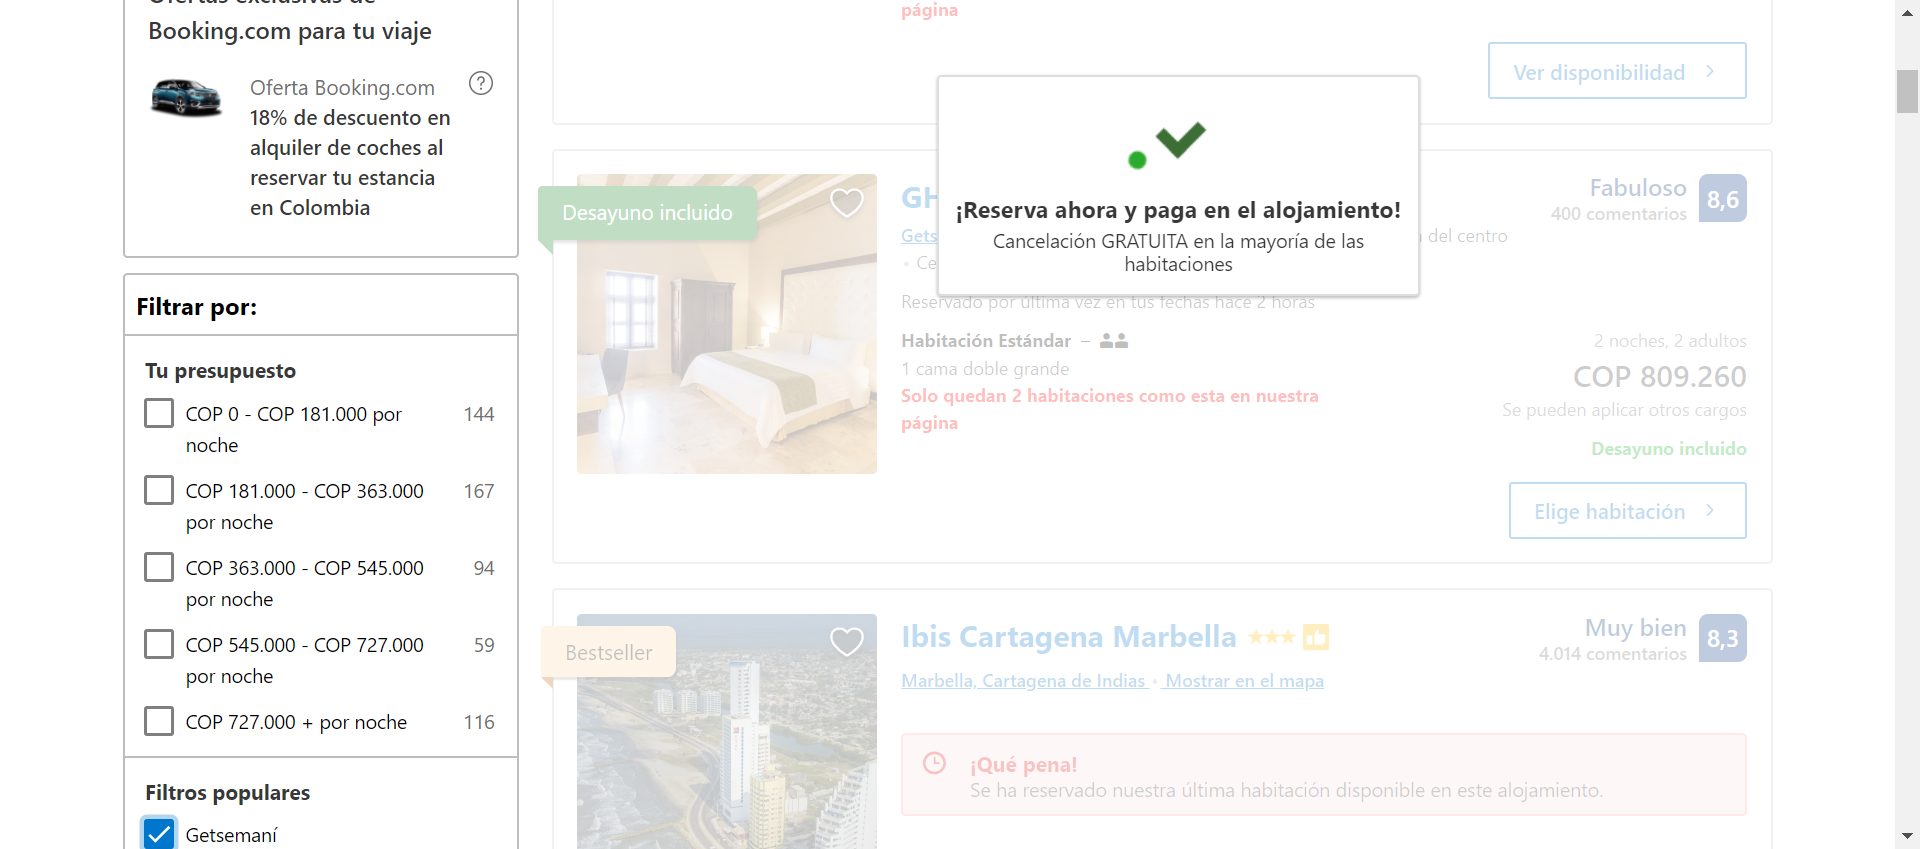 Ofertas exclusivas de
Booking.com para tu viaje
Oferta Booking.com
18% de descuento en
alquiler de coches al
reservar tu estancia
en Colombia
Filtrar por:
Tu presupuesto
COP 0 - COP 181.000 por
noche
144
COP 181.000 - COP 363.000
por noche
167
COP 363.000 - COP 545.000
por noche
94
COP 545.000 - COP 727.000
por noche
59
COP 727.000 + por noche
116
Filtros populares
Getsemaní
página
Ver disponibilidad
¡Reserva ahora y paga en el alojamiento!
Cancelación GRATUITA en la mayoría de las
habitaciones
Desayuno incluido
GH
Fabuloso
400 comentarios
8,6
Gets
del centro
Ce
Reservado por última vez en tus fechas hace 2 horas
Habitación Estándar –
1 cama doble grande
Solo quedan 2 habitaciones como esta en nuestra
página
2 noches, 2 adultos
COP 809.260
Se pueden aplicar otros cargos
Desayuno incluido
Elige habitación
Bestseller
Ibis Cartagena Marbella
Muy bien
4.014 comentarios
8,3
Marbella, Cartagena de Indias • Mostrar en el mapa
¡Qué pena!
Se ha reservado nuestra última habitación disponible en este alojamiento.